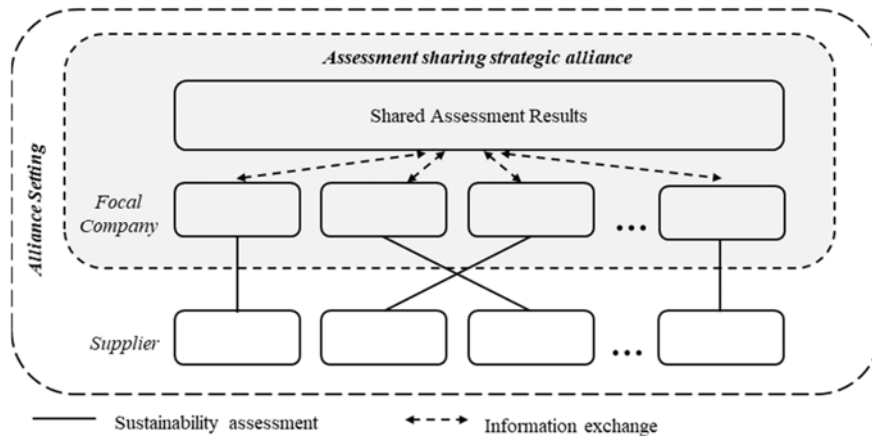 Assessment sharing strategic alliance
Shared Assessment Results
Alliance Setting
Focal
Company
...
Supplier
...
Sustainability assessment
Information exchange